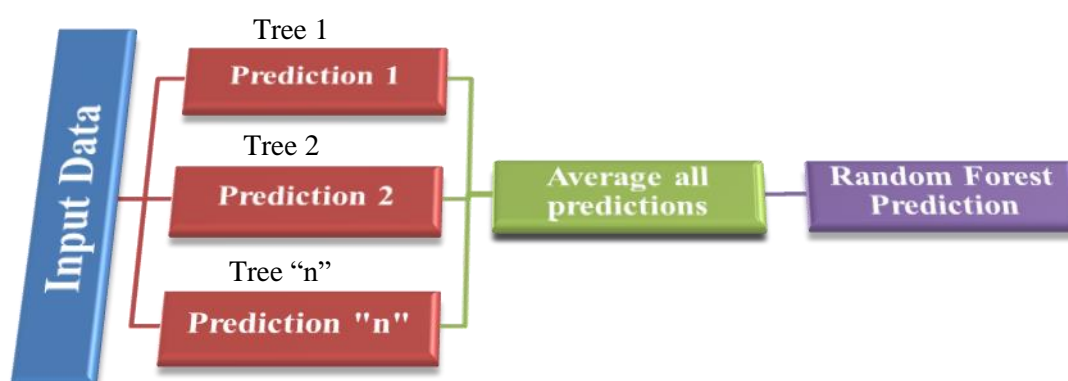 Input Data
Tree 1
Prediction 1
Tree 2
Prediction 2
Tree “n”
Prediction "n"
Average all
predictions
Random Forest
Prediction